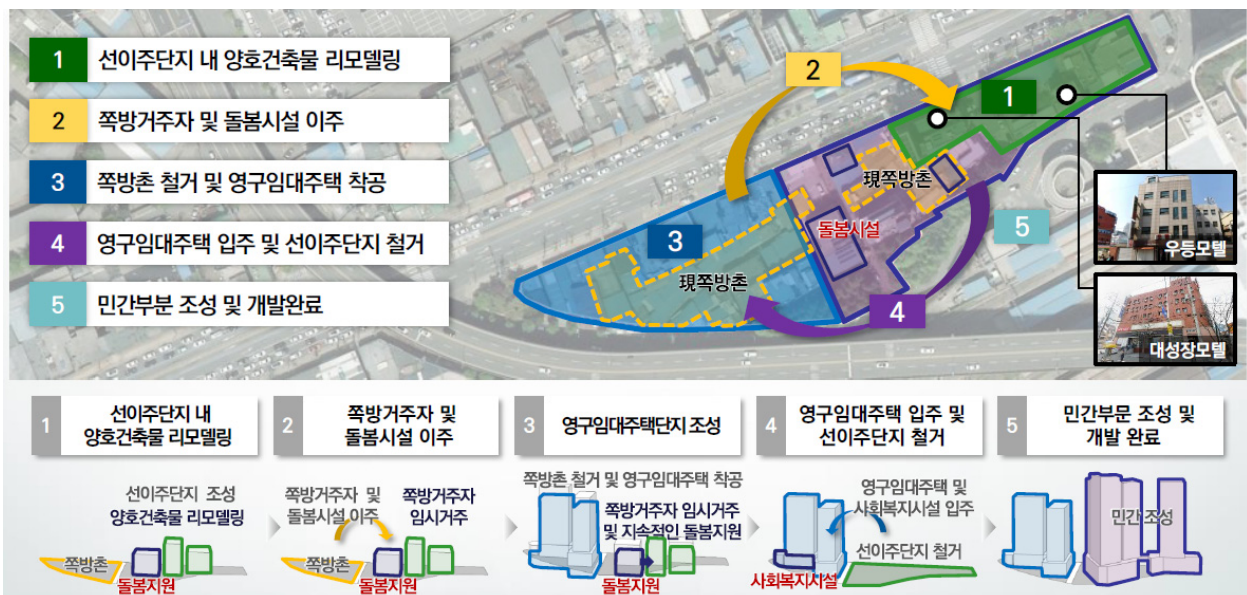 1 선이주단지 내 양호건축물 리모델링
2 쪽방거주자 및 돌봄시설 이주
3 쪽방촌 철거 및 영구임대주택 착공
4 영구임대주택 입주 및 선이주단지 철거
5 민간부분 조성 및 개발완료
2
1
現쪽방촌
돌봄시설
3
現쪽방촌
5
4
우등모텔
대성장모텔
1 선이주단지 내
양호건축물 리모델링
선이주단지 조성
양호건축물 리모델링
쪽방촌
돌봄지원
2 쪽방거주자 및
돌봄시설 이주
쪽방거주자 및
돌봄시설 이주
쪽방거주자
임시거주
쪽방촌
돌봄지원
3 영구임대주택단지 조성
쪽방촌 철거 및 영구임대주택 착공
쪽방거주자 임시거주
및 지속적인 돌봄지원
돌봄지원
4 영구임대주택 입주 및
선이주단지 철거
영구임대주택 및
사회복지시설 입주
선이주단지 철거
사회복지시설
5 민간부문 조성 및
개발 완료
민간 조성